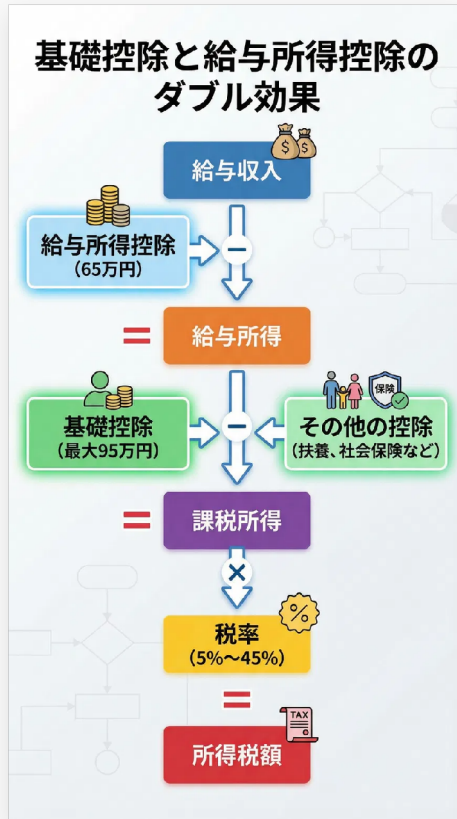 基礎控除と給与所得控除の
ダブル効果
$ $
給与収入
給与所得控除
（65万円）
−
=
給与所得
保険
基礎控除
（最大95万円）
−
その他の控除
（扶養、社会保険など）
=
課税所得
×
%
税率
（5%〜45%）
=
TAX
所得税額